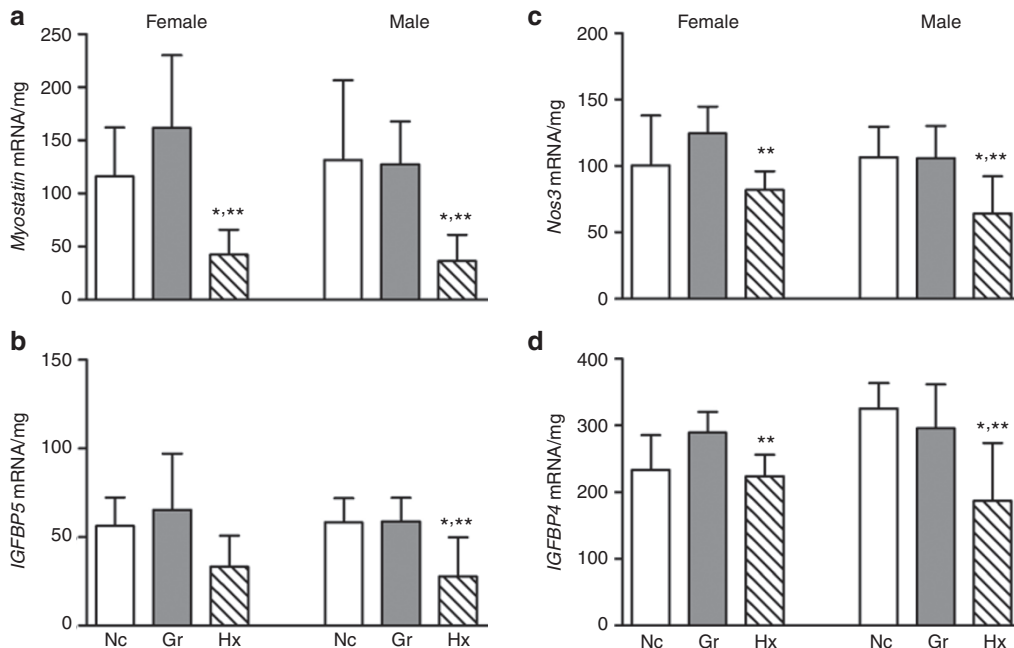 a
Female
Male
Myostatin mRNA/mg
250
200
150
100
50
0
*,**
*,**
b
IGFBP5 mRNA/mg
150
100
50
0
*,**
Nc Gr Hx Nc Gr Hx
c
Female
Male
Nos3 mRNA/mg
200
150
100
50
0
**
*,**
d
IGFBP4 mRNA/mg
400
300
200
100
0
**
*,**
Nc Gr Hx Nc Gr Hx